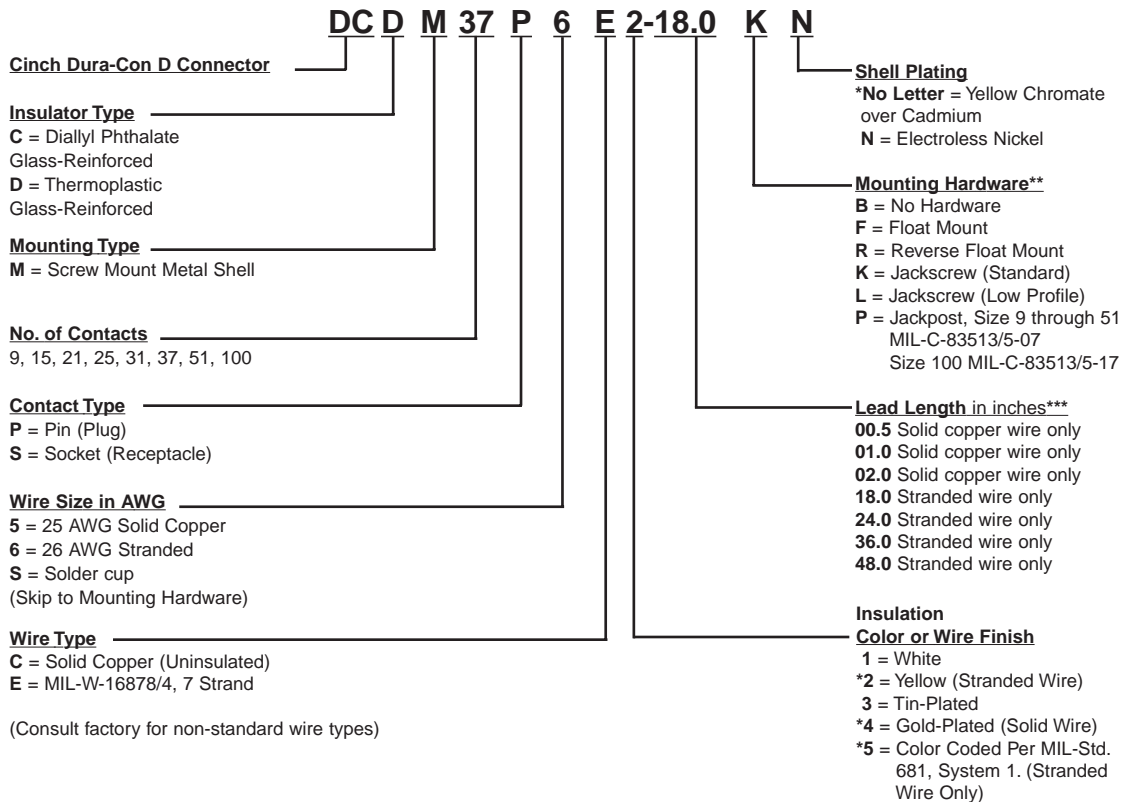 DC D M 37 P 6 E 2-18.0 K N
Cinch Dura-Con D Connector
Insulator Type
C = Diallyl Phthalate
Glass-Reinforced
D = Thermoplastic
Glass-Reinforced
Mounting Type
M = Screw Mount Metal Shell
No. of Contacts
9, 15, 21, 25, 31, 37, 51, 100
Contact Type
P = Pin (Plug)
S = Socket (Receptacle)
Wire Size in AWG
5 = 25 AWG Solid Copper
6 = 26 AWG Stranded
S = Solder cup
(Skip to Mounting Hardware)
Wire Type
C = Solid Copper (Uninsulated)
E = MIL-W-16878/4, 7 Strand
(Consult factory for non-standard wire types)
Shell Plating
*No Letter = Yellow Chromate
over Cadmium
N = Electroless Nickel
Mounting Hardware**
B = No Hardware
F = Float Mount
R = Reverse Float Mount
K = Jackscrew (Standard)
L = Jackscrew (Low Profile)
P = Jackpost, Size 9 through 51
MIL-C-83513/5-07
Size 100 MIL-C-83513/5-17
Lead Length in inches***
00.5 Solid copper wire only
01.0 Solid copper wire only
02.0 Solid copper wire only
18.0 Stranded wire only
24.0 Stranded wire only
36.0 Stranded wire only
48.0 Stranded wire only
Insulation
Color or Wire Finish
1 = White
*2 = Yellow (Stranded Wire)
3 = Tin-Plated
*4 = Gold-Plated (Solid Wire)
*5 = Color Coded Per MIL-Std.
681, System 1. (Stranded
Wire Only)